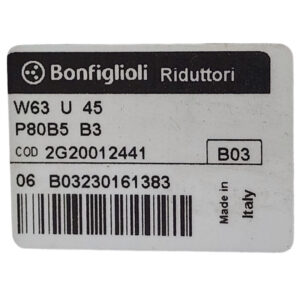 Bonfiglioli Riduttori
W63 U 45
P80B5 B3
COD 2G20012441
B03
06 B03230161383
Made in
Italy